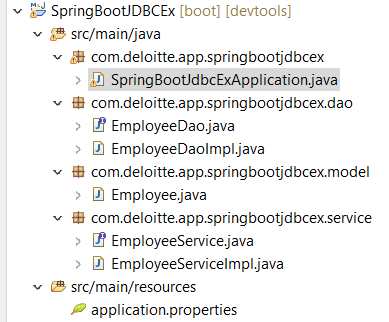 SpringBootJDBCEx [boot] [devtools]
src/main/java
com.deloitte.app.springbootjdbcex
SpringBootJdbcExApplication.java
com.deloitte.app.springbootjdbcex.dao
EmployeeDao.java
EmployeeDaoImpl.java
com.deloitte.app.springbootjdbcex.model
Employee.java
com.deloitte.app.springbootjdbcex.service
EmployeeService.java
EmployeeServiceImpl.java
src/main/resources
application.properties